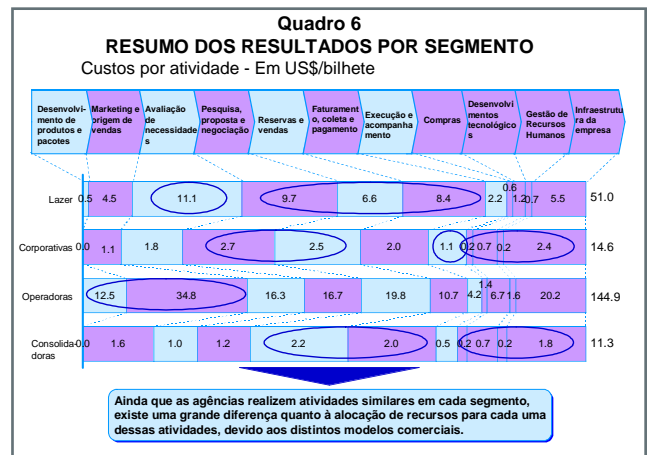 Quadro 6
RESUMO DOS RESULTADOS POR SEGMENTO
Custos por atividade - Em US$/bilhete
Desenvolvi-
mento de
produtos e
pacotes
Marketing e
origem de
vendas
Avaliação
de
necessidade
s
Pesquisa,
proposta e
negociação
Reservas e
vendas
Faturament
o, coleta e
pagamento
Execução e
acompanha
mento
Compras
Desenvolvi
mentos
tecnológico
s
Gestão de
Recursos
Humanos
Infraestrutu
ra da
empresa
Lazer 0.5 4.5 11.1 9.7 6.6 8.4 2.2 0.6 1.2 0.7 5.5 51.0
Corporativas 0.0 1.1 1.8 2.7 2.5 2.0 1.1 0.2 0.7 0.2 2.4 14.6
Operadoras 12.5 34.8 16.3 16.7 19.8 10.7 4.2 1.4 6.7 1.6 20.2 144.9
Consolida-0.0 1.6 1.0 1.2 2.2 2.0 0.5 0.2 0.7 0.2 1.8 11.3
doras
Ainda que as agências realizem atividades similares em cada segmento,
existe uma grande diferença quanto à alocação de recursos para cada uma
dessas atividades, devido aos distintos modelos comerciais.